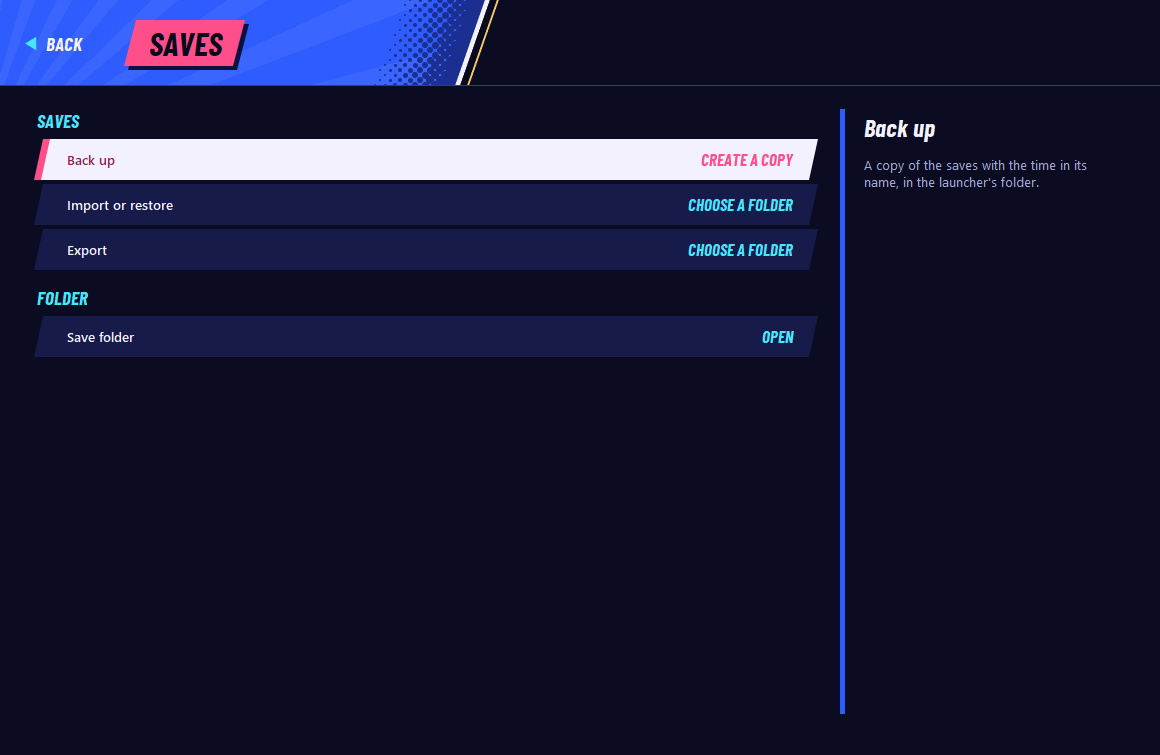 BACK
SAVES
SAVES
Back up
CREATE A COPY
Import or restore
CHOOSE A FOLDER
Export
CHOOSE A FOLDER
FOLDER
Save folder
OPEN
Back up
A copy of the saves with the time in its
name, in the launcher's folder.